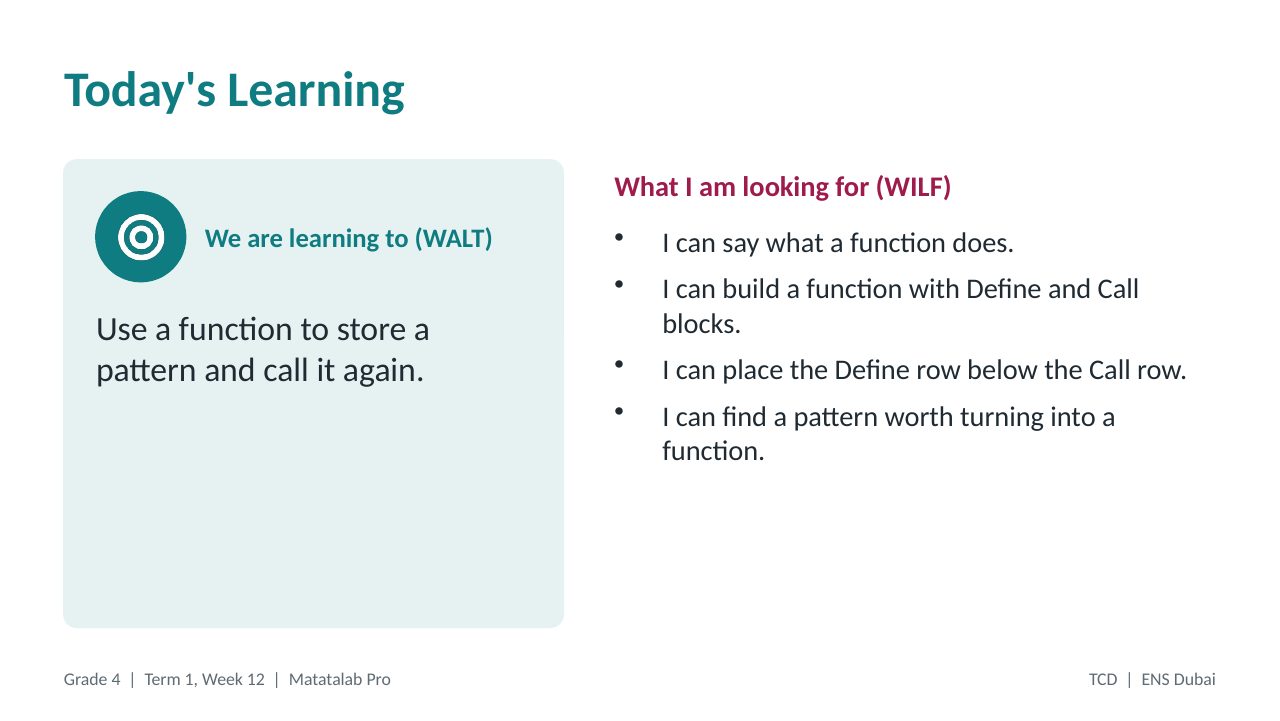 Today's Learning
We are learning to (WALT)
Use a function to store a
pattern and call it again.
What I am looking for (WILF)
• I can say what a function does.
• I can build a function with Define and Call
blocks.
• I can place the Define row below the Call row.
• I can find a pattern worth turning into a
function.
Grade 4 | Term 1, Week 12 | Matatalab Pro
TCD | ENS Dubai